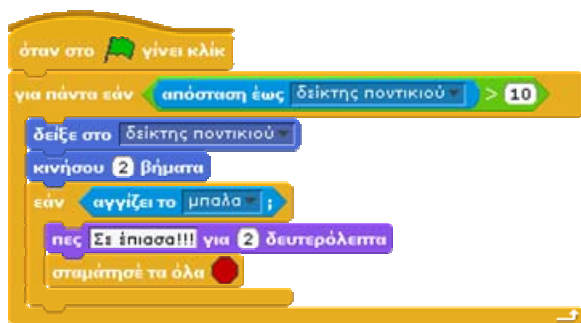 όταν στο γίνει κλικ
για πάντα εάν απόσταση έως δείκτης ποντικιού > 10
δείξε στο δείκτης ποντικιού
κινήσου 2 βήματα
εάν αγγίζει το μπαλα ;
πες Σε έπιασα!!! για 2 δευτερόλεπτα
σταμάτησέ τα όλα